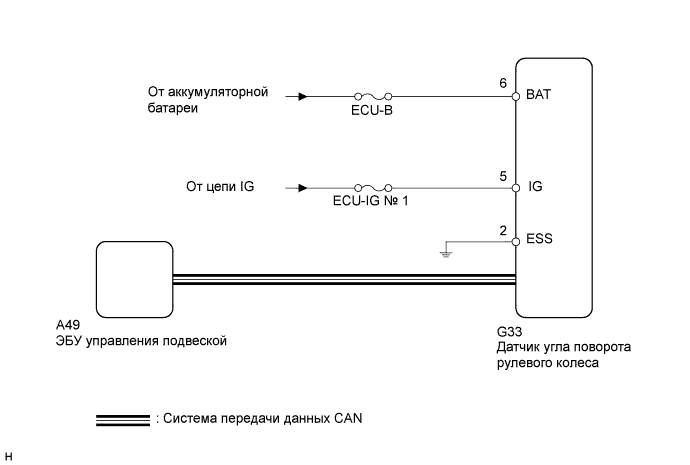 От аккумуляторной
батареи
6
BAT
ECU-B
От цепи IG
5
IG
ECU-IG № 1
2
ESS
A49
ЭБУ управления подвеской
G33
Датчик угла поворота
рулевого колеса
: Система передачи данных CAN
H